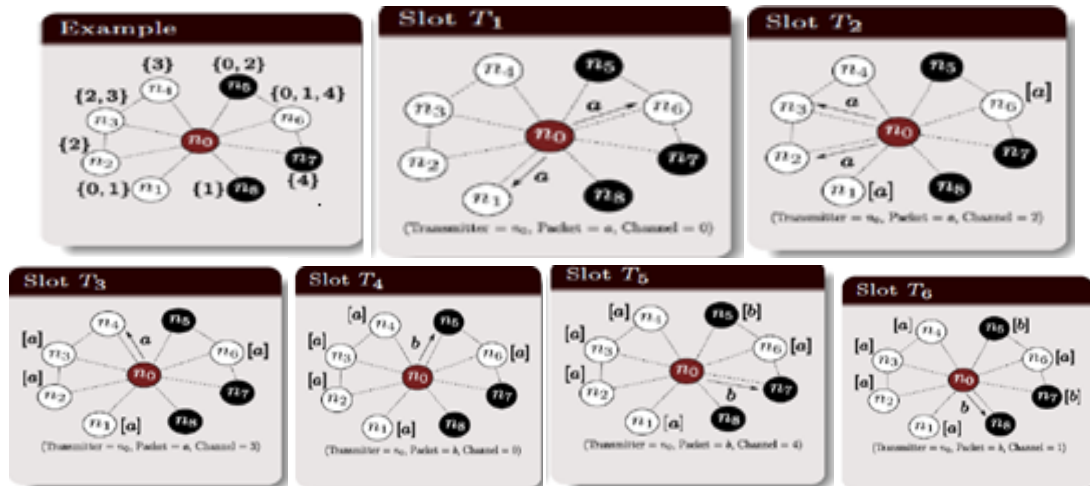 Example
{3}
{0, 2}
{2, 3}
n4
n5
{0, 1, 4}
n3
n6
{2}
n0
n2
n7
{0, 1}
n1
{1}
n8
{4}
Slot T1
n4
n5
n3
a
n6
n0
n2
n7
a
n1
n8
(Transmitter = n0, Packet = a, Channel = 0)
Slot T2
n4
n5
n3
a
n6
[a]
n0
n2
a
n7
n1
[a]
n8
(Transmitter = n0, Packet = a, Channel = 2)
Slot T3
n4
n5
[a]
n3
a
n6
[a]
[a]
n0
n2
n7
n1
[a]
n8
(Transmitter = n0, Packet = a, Channel = 3)
Slot T4
[a]
n4
n5
[a]
n3
b
n6
[a]
[a]
n0
n2
n7
n1
[a]
n8
(Transmitter = n0, Packet = b, Channel = 0)
Slot T5
[a]
n4
n5
[b]
[a]
n3
n6
[a]
[a]
n0
n2
b
n7
n1
[a]
n8
(Transmitter = n0, Packet = b, Channel = 4)
Slot T6
[a]
n4
n5
[b]
[a]
n3
n6
[a]
[a]
n0
n2
n7
[b]
b
n1
[a]
n8
(Transmitter = n0, Packet = b, Channel = 1)